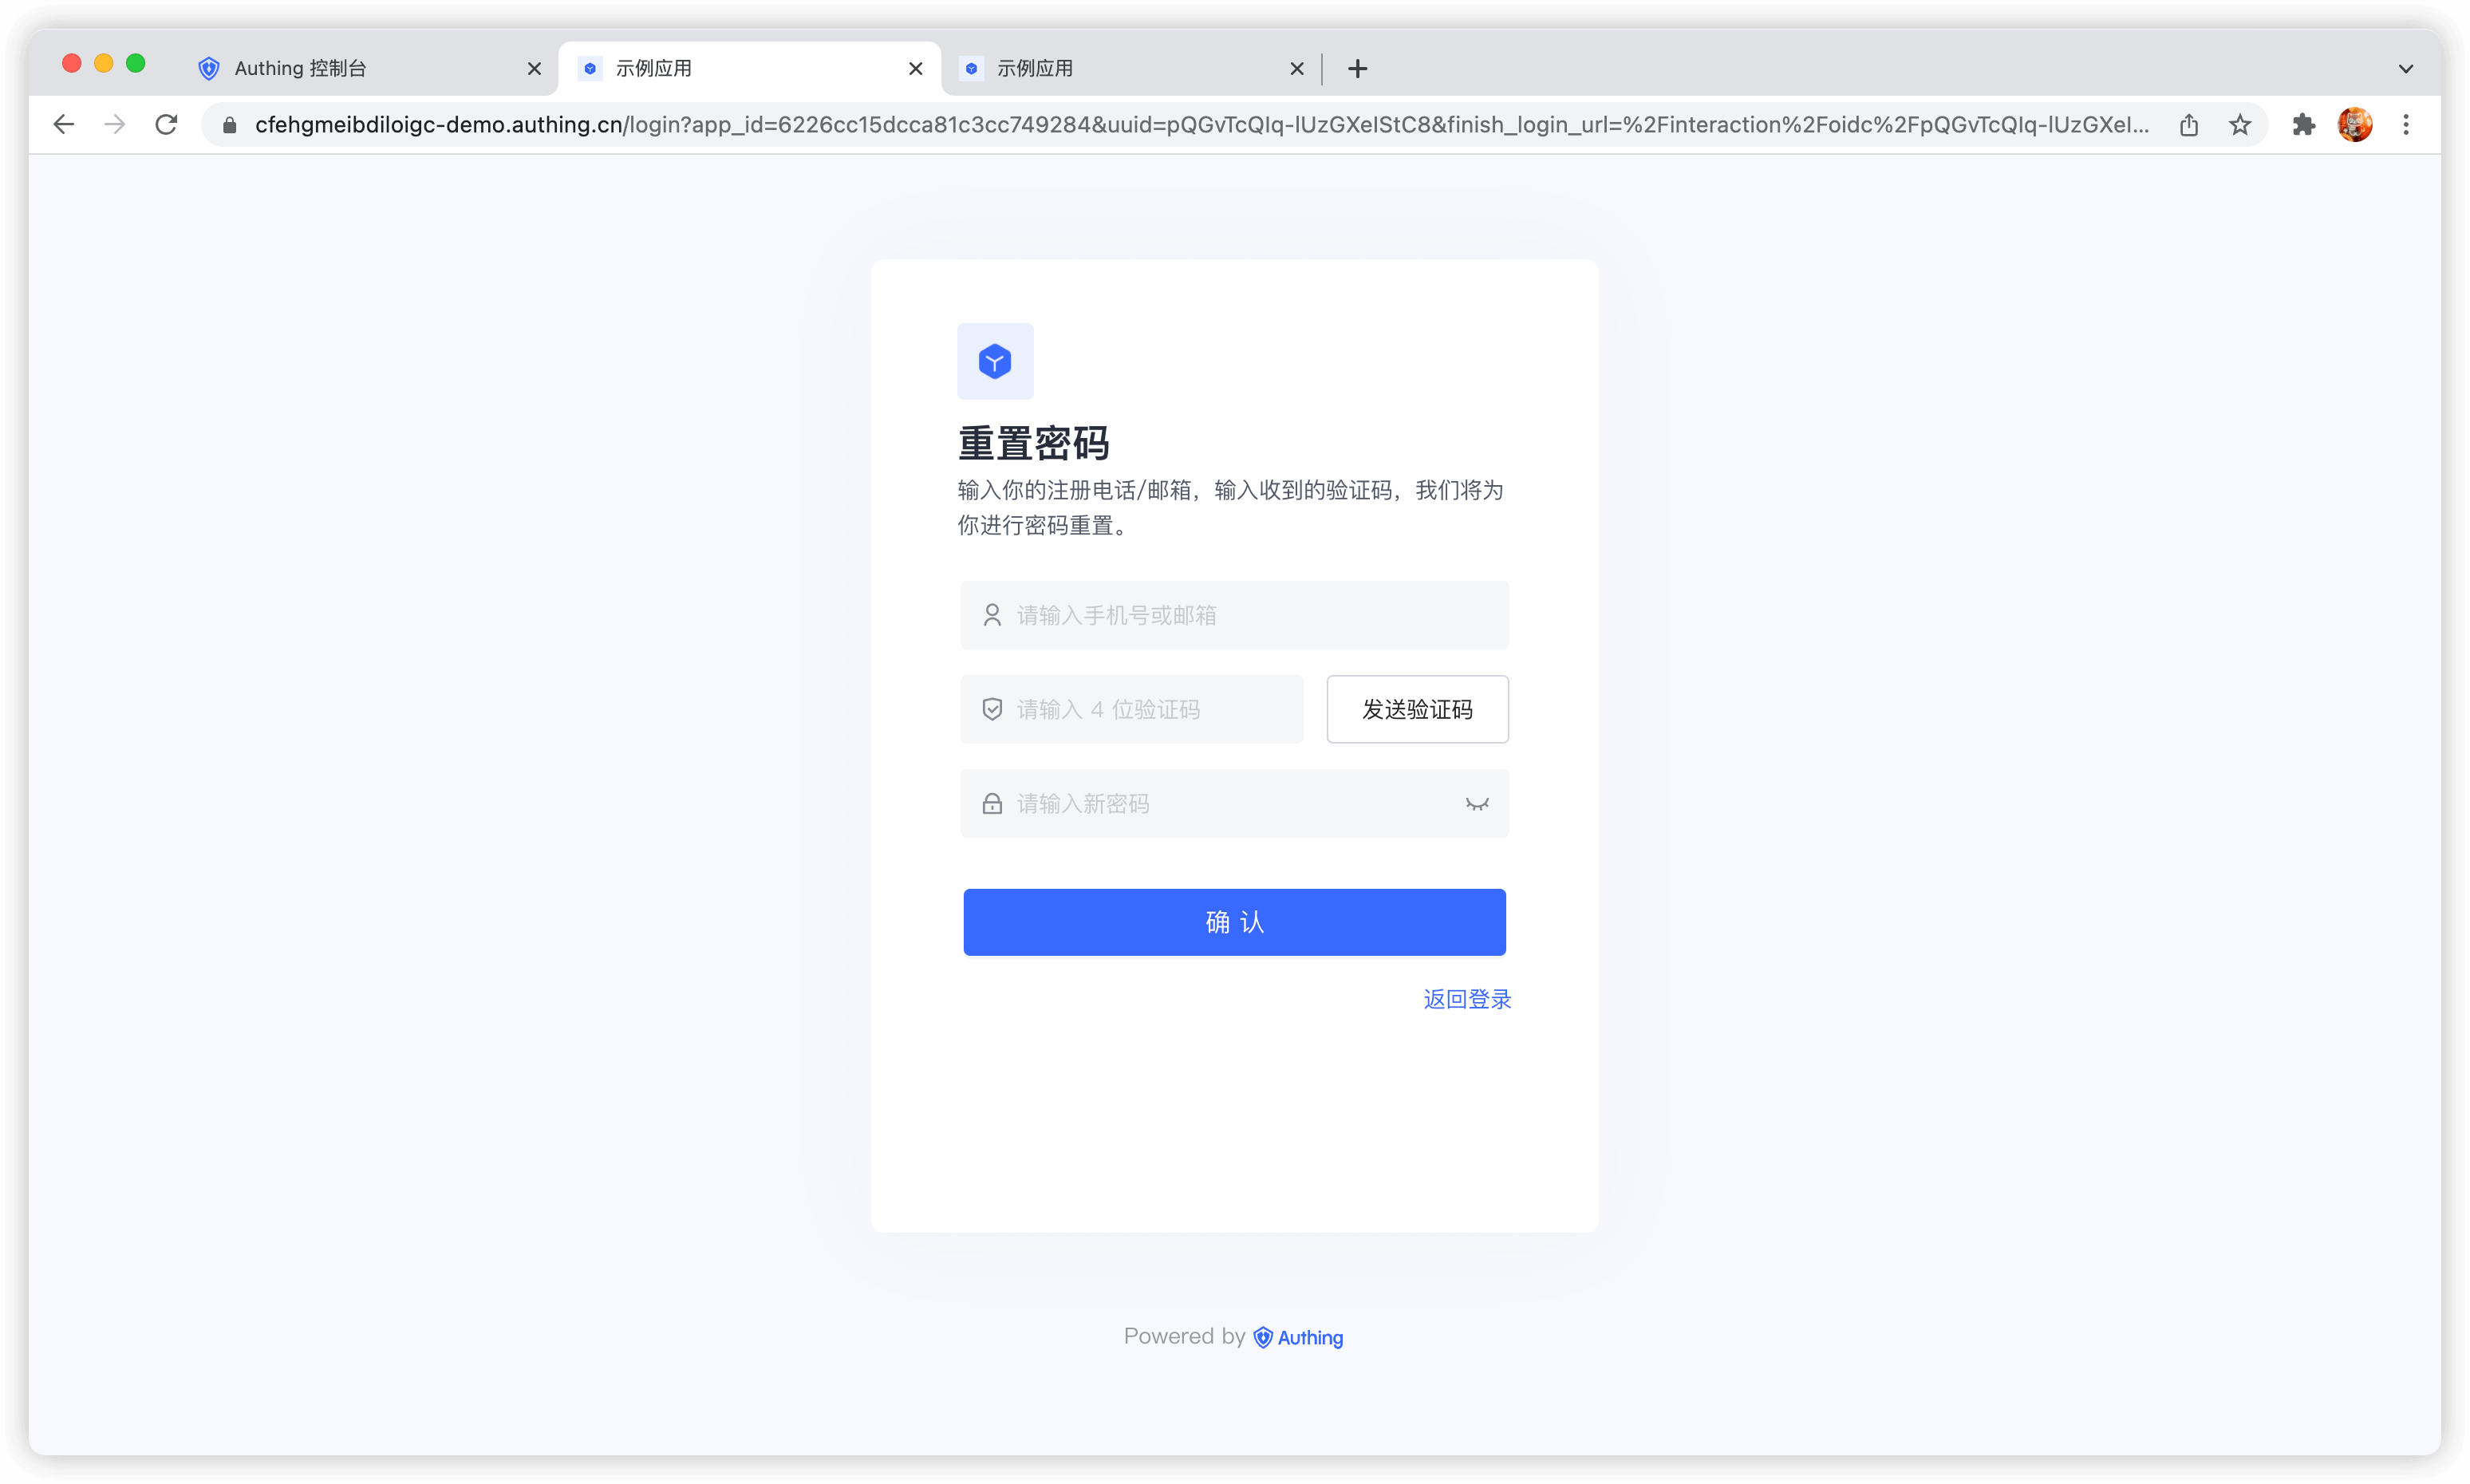 Authing 控制台
示例应用
示例应用
cfehgmeibdiloigc-demo.authing.cn/login?app_id=6226cc15dcca81c3cc749284&uuid=pQGvTcQIq-lUzGXelStC8&finish_login_url=%2Finteraction%2Foidc%2FpQGvTcQIq-lUzGXel...
重置密码
输入你的注册电话/邮箱，输入收到的验证码，我们将为
你进行密码重置。
请输入手机号或邮箱
请输入 4 位验证码
发送验证码
请输入新密码
确 认
返回登录
Powered by Authing